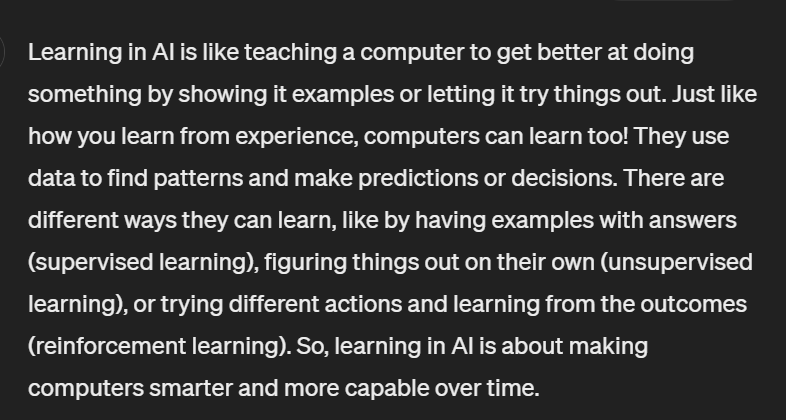 Learning in AI is like teaching a computer to get better at doing
something by showing it examples or letting it try things out. Just like
how you learn from experience, computers can learn too! They use
data to find patterns and make predictions or decisions. There are
different ways they can learn, like by having examples with answers
(supervised learning), figuring things out on their own (unsupervised
learning), or trying different actions and learning from the outcomes
(reinforcement learning). So, learning in AI is about making
computers smarter and more capable over time.